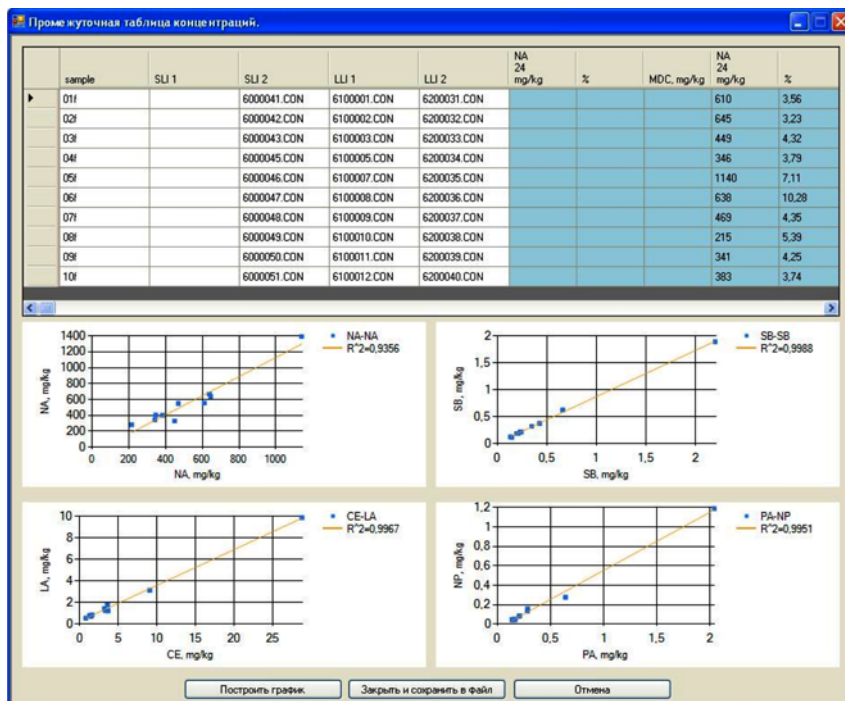 Промежуточная таблица концентраций.
sample SLI 1 SLI 2 LLI 1 LLI 2 NA 24 mg/kg % MDC, mg/kg NA 24 mg/kg %
01f 6000041.CON 6100001.CON 6200031.CON 610 3,56
02f 6000042.CON 6100002.CON 6200032.CON 645 3,23
03f 6000043.CON 6100003.CON 6200033.CON 449 4,32
04f 6000045.CON 6100005.CON 6200034.CON 346 3,79
05f 6000046.CON 6100007.CON 6200035.CON 1140 7,11
06f 6000047.CON 6100008.CON 6200036.CON 638 10,28
07f 6000048.CON 6100009.CON 6200037.CON 469 4,35
08f 6000049.CON 6100010.CON 6200038.CON 215 5,39
09f 6000050.CON 6100011.CON 6200039.CON 341 4,25
10f 6000051.CON 6100012.CON 6200040.CON 383 3,74
NA, mg/kg
1400
1200
1000
800
600
400
200
0
0 200 400 600 800 1000
NA, mg/kg
NA-NA
R^2=0,9356
SB, mg/kg
2
1,5
1
0,5
0
0 0,5 1 1,5 2
SB, mg/kg
SB-SB
R^2=0,9988
LA, mg/kg
10
8
6
4
2
0
0 5 10 15 20 25
CE, mg/kg
CE-LA
R^2=0,9967
NP, mg/kg
1,2
1
0,8
0,6
0,4
0,2
0
0 0,5 1 1,5 2
PA, mg/kg
PA-NP
R^2=0,9951
Построить график Закрыть и сохранить в файл Отмена